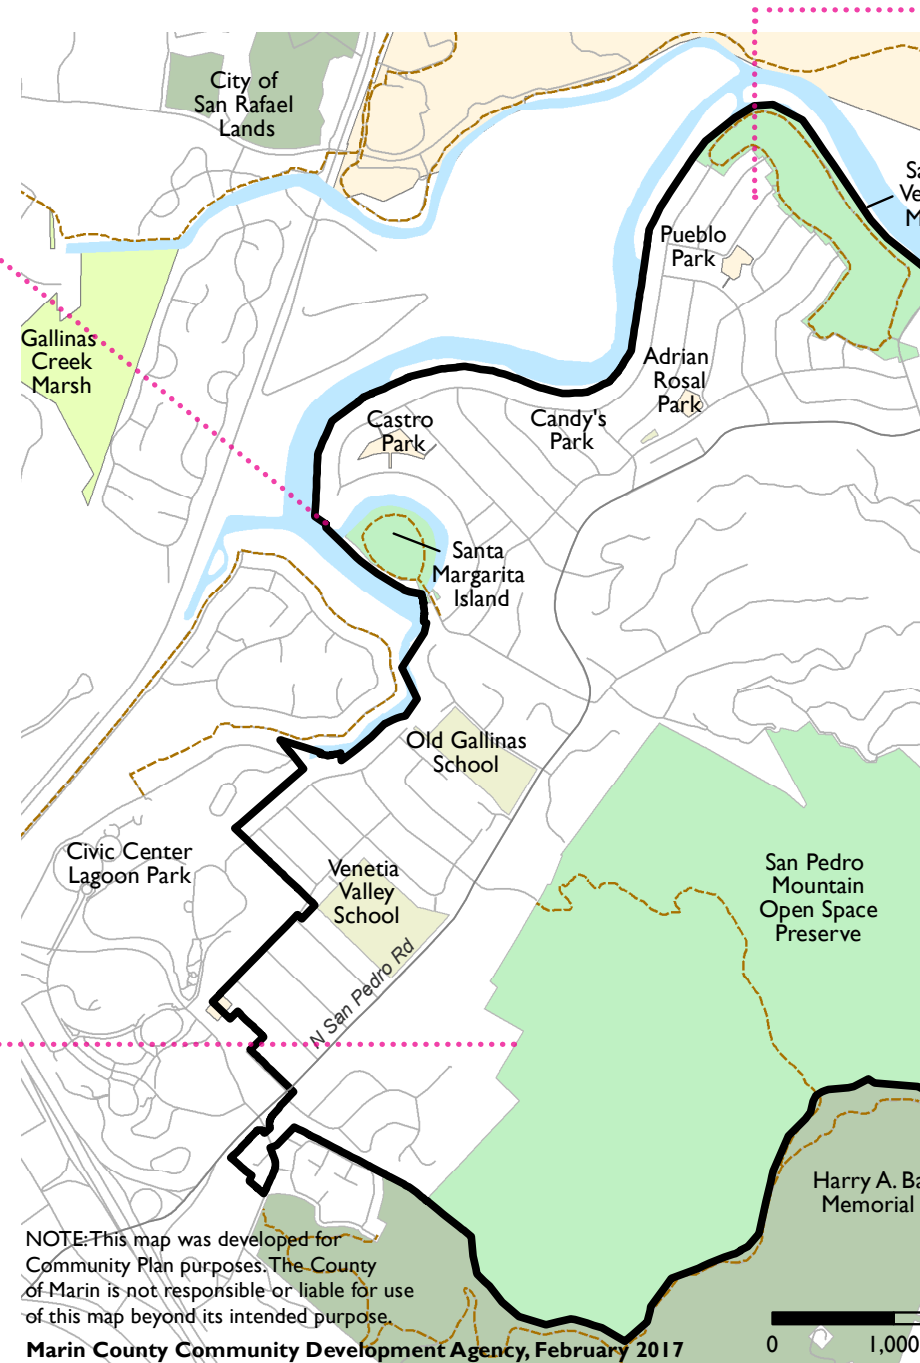 City of
San Rafael
Lands
Sa
Ve
M
Pueblo
Park
Gallinas
Creek
Marsh
Adrian
Rosal
Park
Castro
Park
Candy's
Park
Santa
Margarita
Island
Old Gallinas
School
Civic Center
Lagoon Park
Venetia
Valley
School
San Pedro
Mountain
Open Space
Preserve
N San Pedro Rd
Harry A. Ba
Memorial
NOTE: This map was developed for
Community Plan purposes. The County
of Marin is not responsible or liable for use
of this map beyond its intended purpose.
Marin County Community Development Agency, February 2017
0 1,000